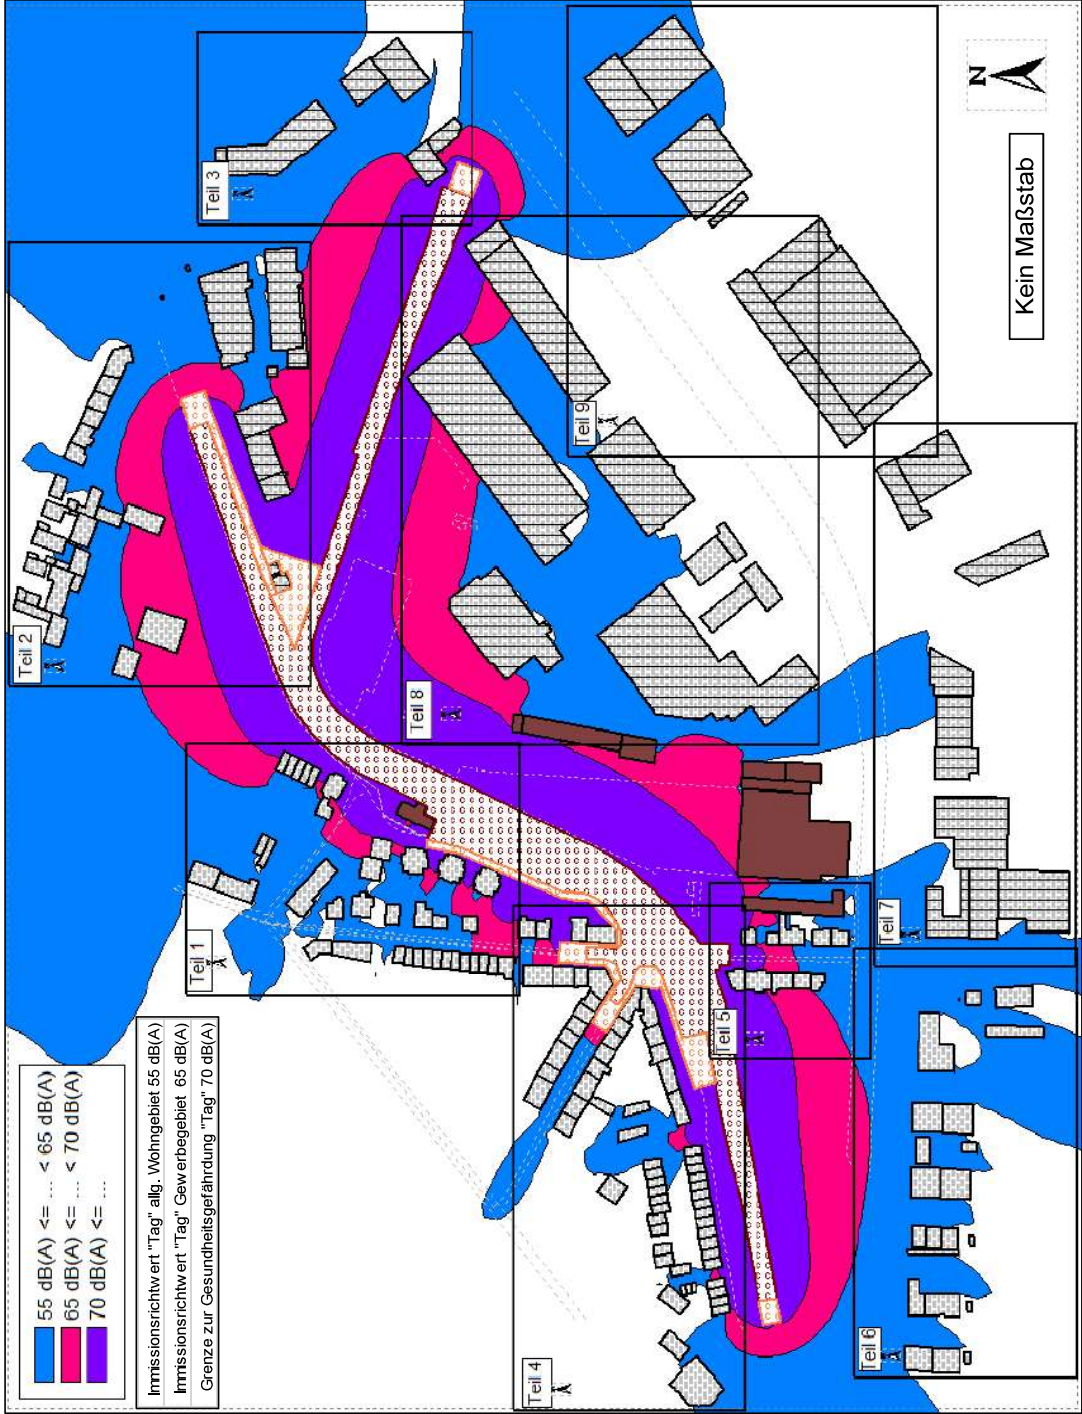 55 dB(A) <= ... < 65 dB(A)
65 dB(A) <= ... < 70 dB(A)
70 dB(A) <= ...
Immissionsrichtwert "Tag" allg. Wohngebiet 55 dB(A)
Immissionsrichtwert "Tag" Gewerbegebiet 65 dB(A)
Grenze zur Gesundheitsgefährdung "Tag" 70 dB(A)
Teil 1
Teil 2
Teil 3
Teil 4
Teil 5
Teil 6
Teil 7
Teil 8
Teil 9
N
Kein Maßstab